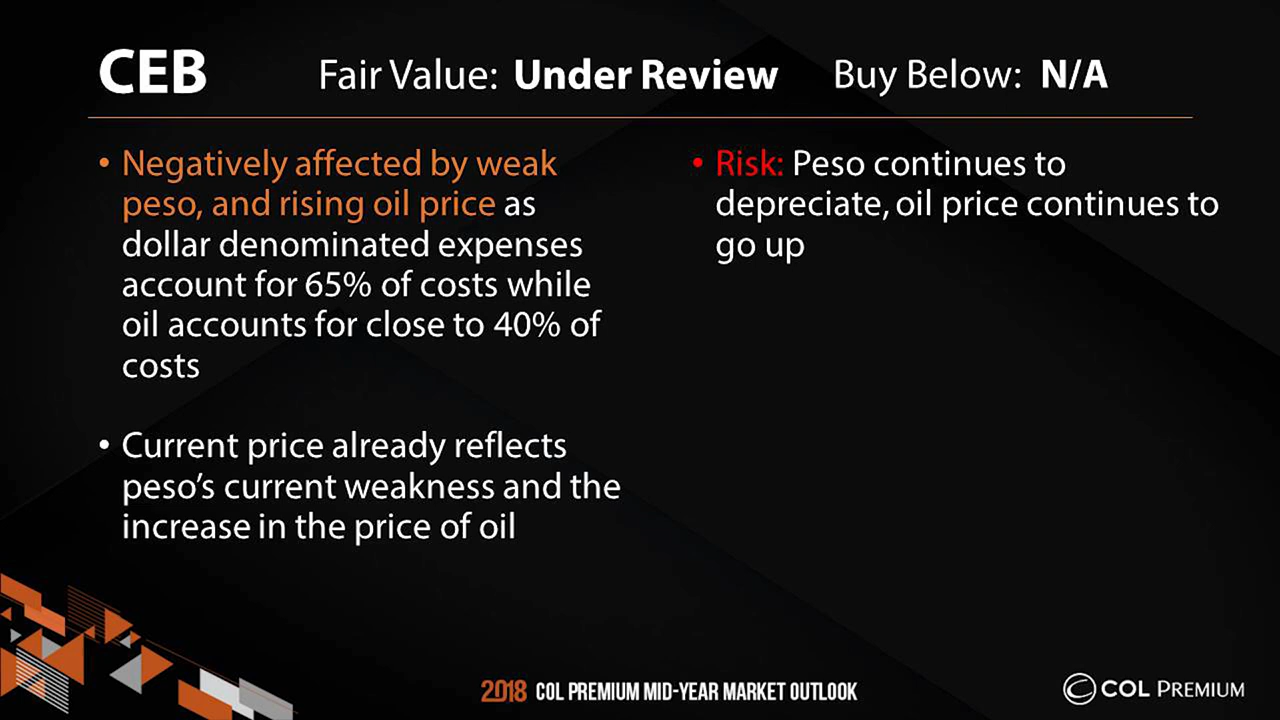 CEB Fair Value: Under Review Buy Below: N/A
• Negatively affected by weak
peso, and rising oil price as
dollar denominated expenses
account for 65% of costs while
oil accounts for close to 40% of
costs
• Current price already reflects
peso’s current weakness and the
increase in the price of oil
• Risk: Peso continues to
depreciate, oil price continues to
go up
2018 COL PREMIUM MID-YEAR MARKET OUTLOOK
COL PREMIUM